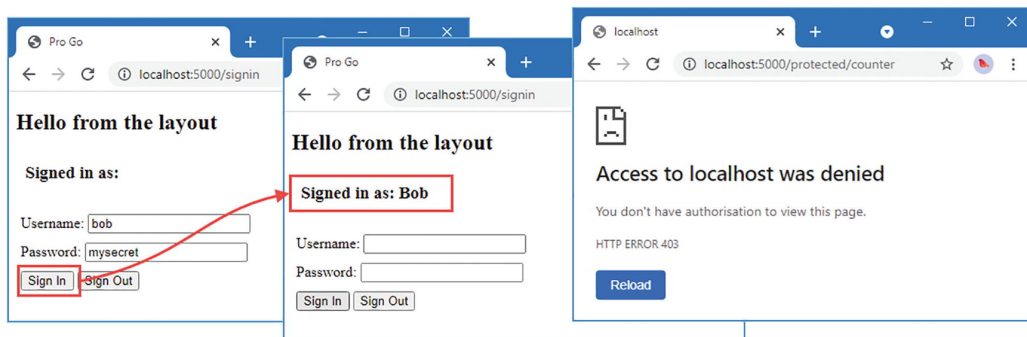 Pro Go
localhost:5000/signin
Hello from the layout
Signed in as:
Username: bob
Password: mysecret
Sign In Sign Out
Pro Go
localhost:5000/signin
Hello from the layout
Signed in as: Bob
Username:
Password:
Sign In Sign Out
localhost
localhost:5000/protected/counter
Access to localhost was denied
You don't have authorisation to view this page.
HTTP ERROR 403
Reload